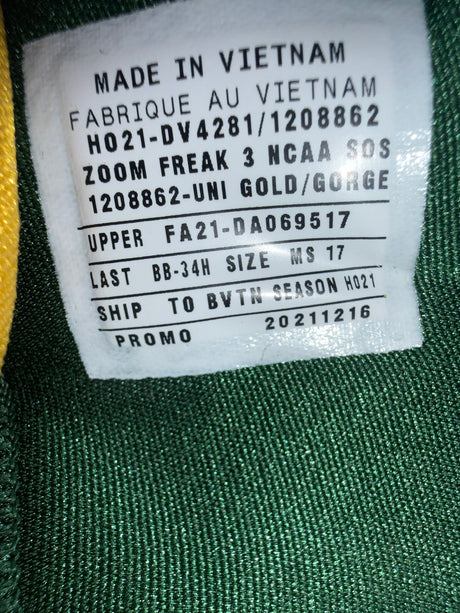 MADE IN VIETNAM
FABRIQUE AU VIETNAM
HO21-DV4281/1208862
ZOOM FREAK 3 NCAA SOS
1208862-UNI GOLD/GORGE
UPPER FA21-DA069517
LAST BB-34H SIZE MS 17
SHIP TO BVTN SEASON HO21
PROMO 20211216